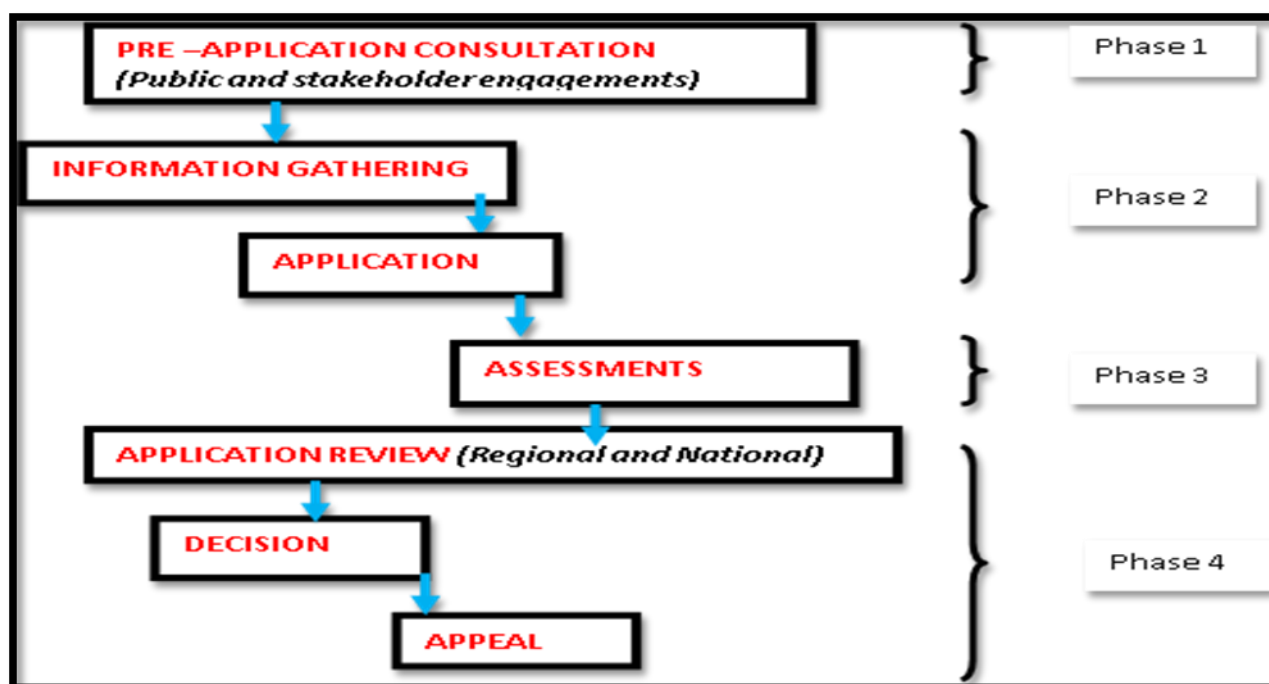 PRE –APPLICATION CONSULTATION
(Public and stakeholder engagements)
Phase 1
INFORMATION GATHERING
Phase 2
APPLICATION
ASSESSMENTS
Phase 3
APPLICATION REVIEW (Regional and National)
DECISION
Phase 4
APPEAL